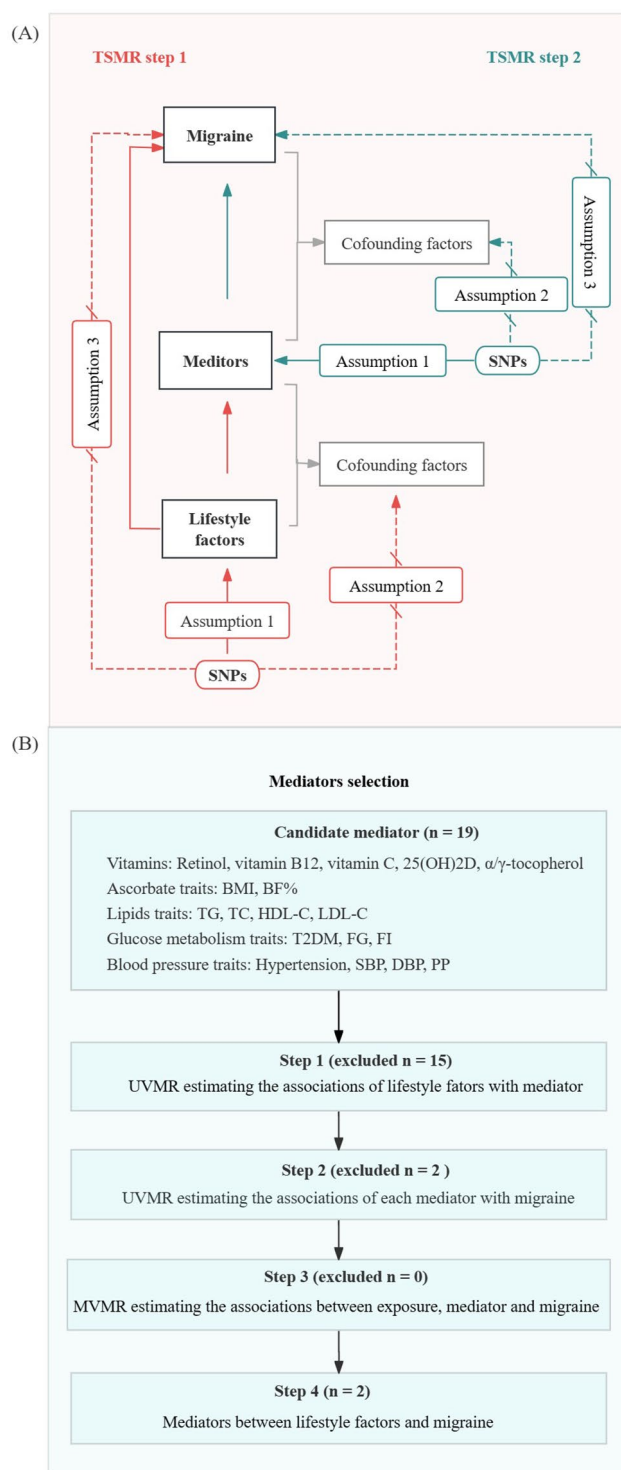 (A)
TSMR step 1
TSMR step 2
Migraine
Cofounding factors
Assumption 3
Assumption 2
Assumption 3
Meditors
Assumption 1
SNPs
Cofounding factors
Lifestyle
factors
Assumption 2
Assumption 1
SNPs
(B)
Mediators selection
Candidate mediator (n = 19)
Vitamins: Retinol, vitamin B12, vitamin C, 25(OH)2D, α/γ-tocopherol
Ascorbate traits: BMI, BF%
Lipids traits: TG, TC, HDL-C, LDL-C
Glucose metabolism traits: T2DM, FG, FI
Blood pressure traits: Hypertension, SBP, DBP, PP
Step 1 (excluded n = 15)
UVMR estimating the associations of lifestyle fators with mediator
Step 2 (excluded n = 2 )
UVMR estimating the associations of each mediator with migraine
Step 3 (excluded n = 0)
MVMR estimating the associations between exposure, mediator and migraine
Step 4 (n = 2)
Mediators between lifestyle factors and migraine